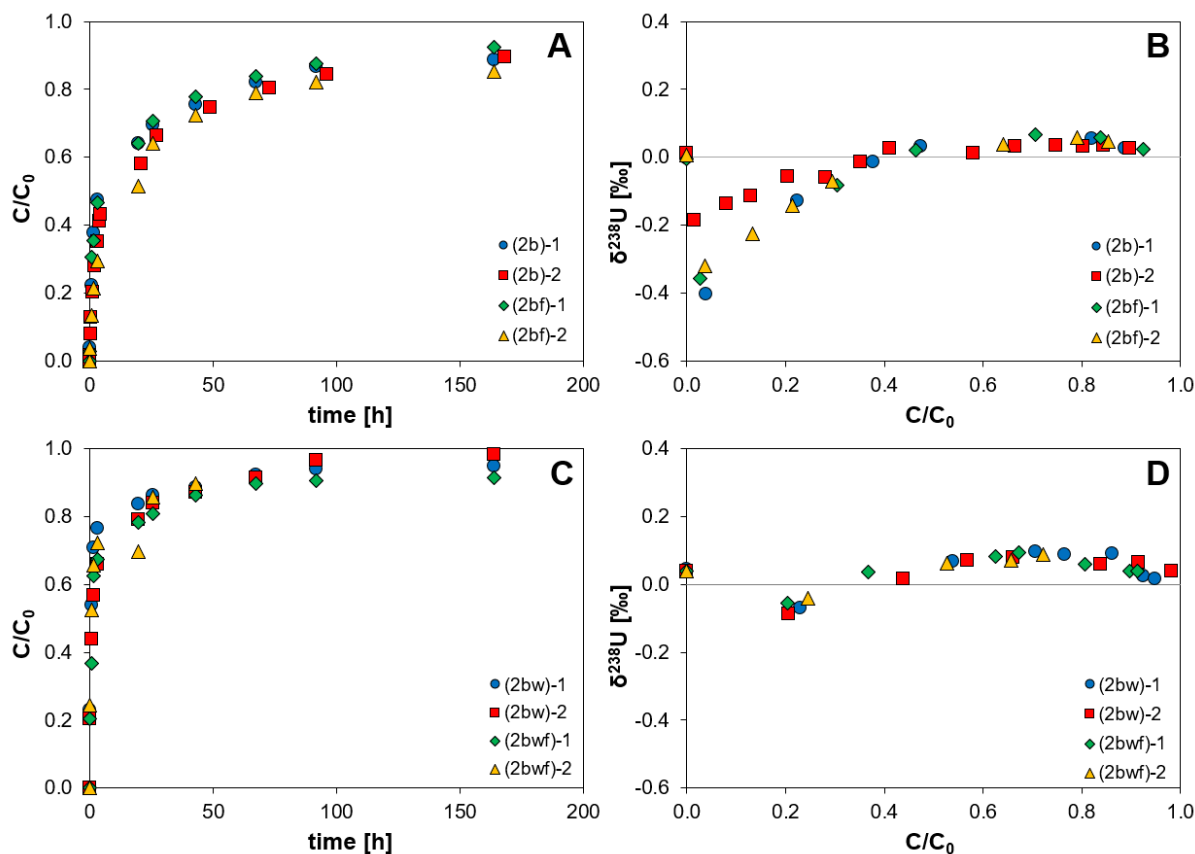 A
1.0
0.8
0.6
0.4
0.2
0.0
C/C₀
0
50
100
150
200
time [h]
(2b)-1
(2b)-2
(2bf)-1
(2bf)-2
B
0.4
0.2
0.0
-0.2
-0.4
-0.6
δ²³⁸U [‰]
0.0
0.2
0.4
0.6
0.8
1.0
C/C₀
(2b)-1
(2b)-2
(2bf)-1
(2bf)-2
C
1.0
0.8
0.6
0.4
0.2
0.0
C/C₀
0
50
100
150
200
time [h]
(2bw)-1
(2bw)-2
(2bwf)-1
(2bwf)-2
D
0.4
0.2
0.0
-0.2
-0.4
-0.6
δ²³⁸U [‰]
0.0
0.2
0.4
0.6
0.8
1.0
C/C₀
(2bw)-1
(2bw)-2
(2bwf)-1
(2bwf)-2